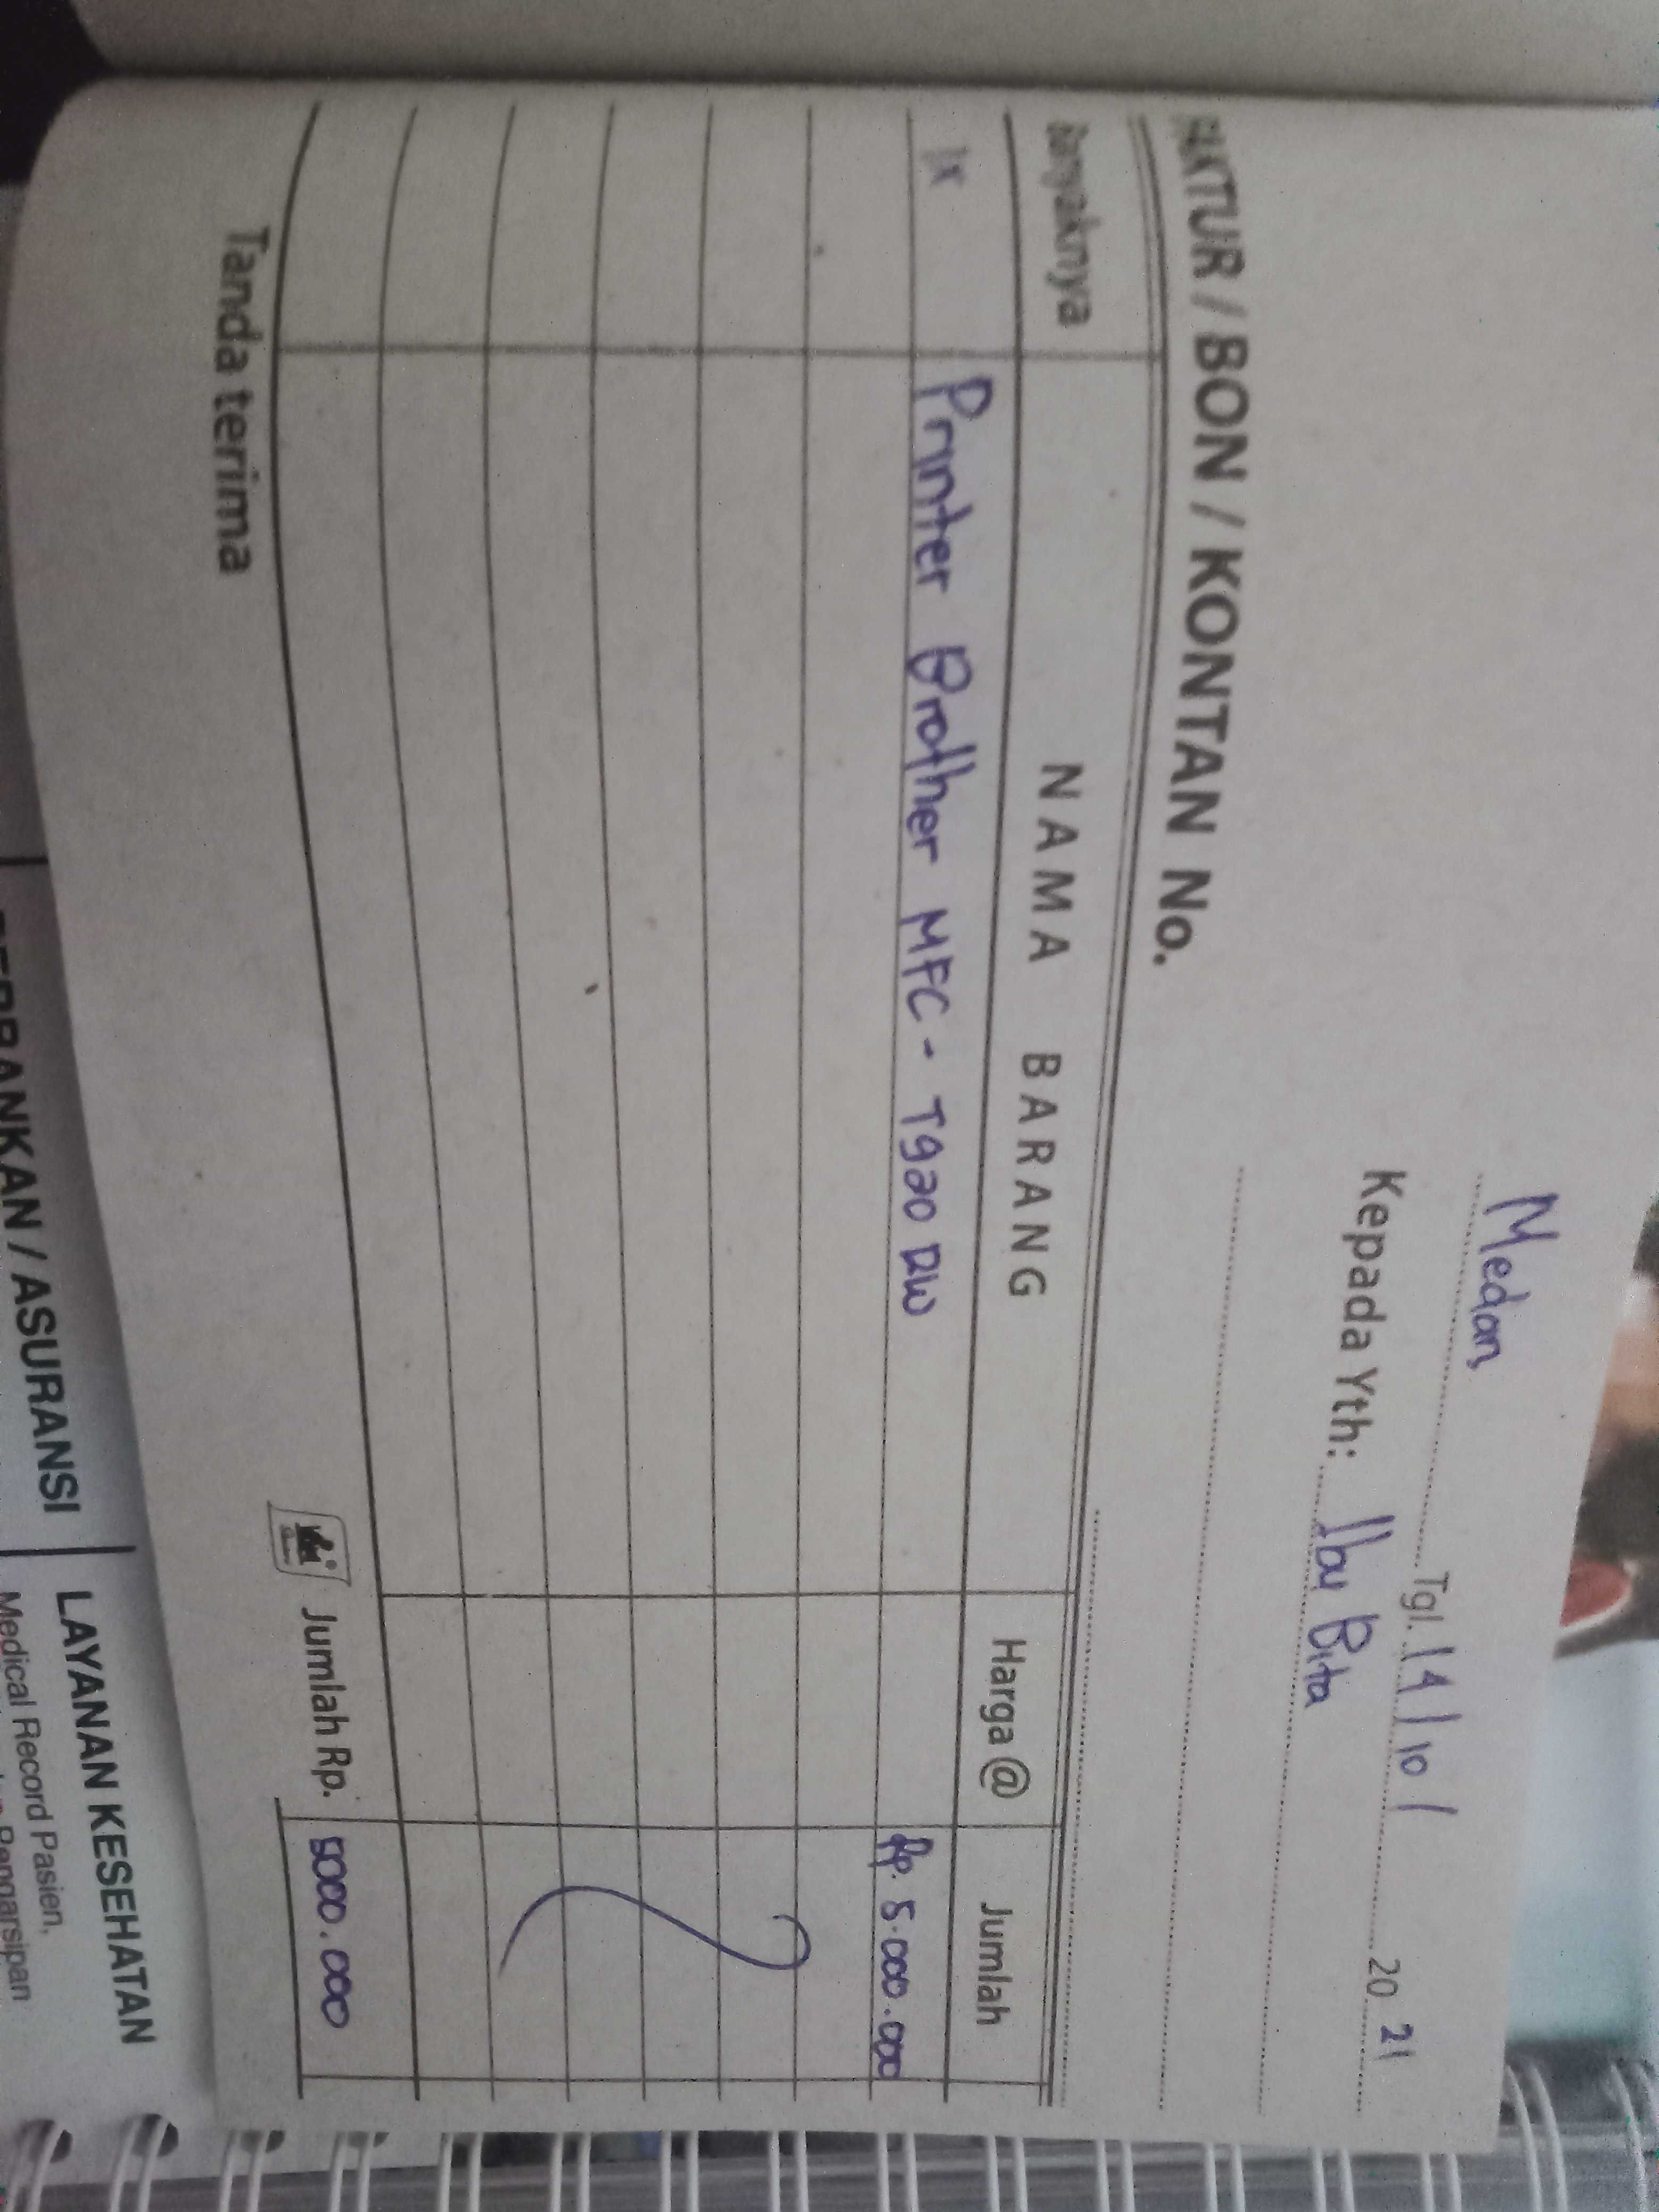 Medan, Tgl. 14/10/ 20 21
Kepada Yth: Ibu Bita
FAKTUR / BON / KONTAN No.
Banyaknya NAMA BARANG Harga @ Jumlah
1x Printer Brother MFC - T920 DW Rp. 5.000.000
Tanda terima Jumlah Rp. 5000.000
PERBANKAN / ASURANSI
LAYANAN KESEHATAN
Medical Record Pasien,
Pengarsipan